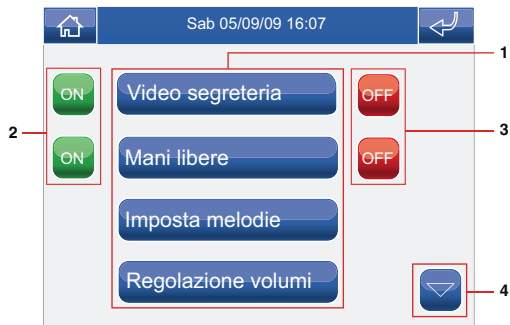 Sab 05/09/09 16:07
1
ON Video segreteria OFF
2 3
ON Mani libere OFF
Imposta melodie
Regolazione volumi
4